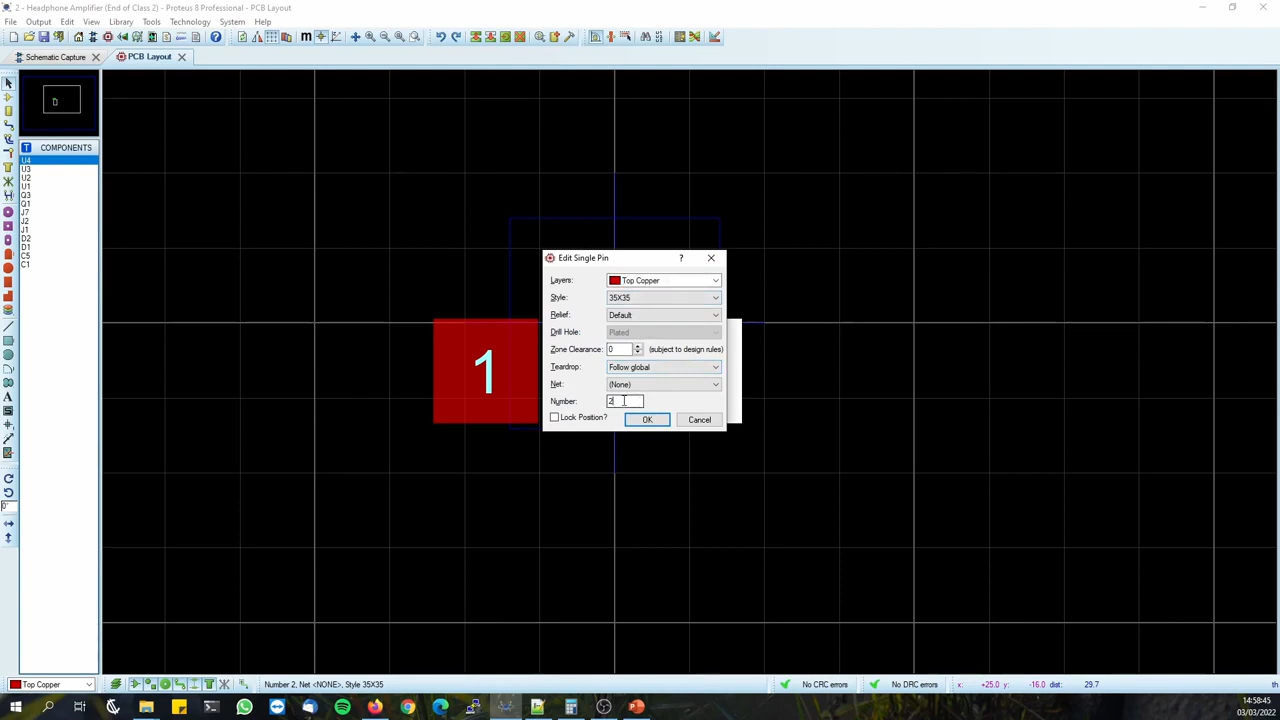 2 - Headphone Amplifier (End of Class 2) - Proteus 8 Professional - PCB Layout
File Output Edit View Library Tools Technology System Help
Schematic Capture PCB Layout
T COMPONENTS
U4
U3
U2
U1
Q3
Q1
J7
J2
J1
D2
D1
C5
C1
Edit Single Pin ?
Layers: Top Copper
Style: 35X35
Relief: Default
Drill Hole: Plated
Zone Clearance: 0 (subject to design rules)
Teardrop: Follow global
Net: (None)
Number: 2
Lock Position? OK Cancel
1
0°
Top Copper Number 2, Net <NONE>, Style 35X35 No CRC errors No DRC errors x: +25.0 y: -16.0 dist: 29.7 th
14:58:45
03/03/2022